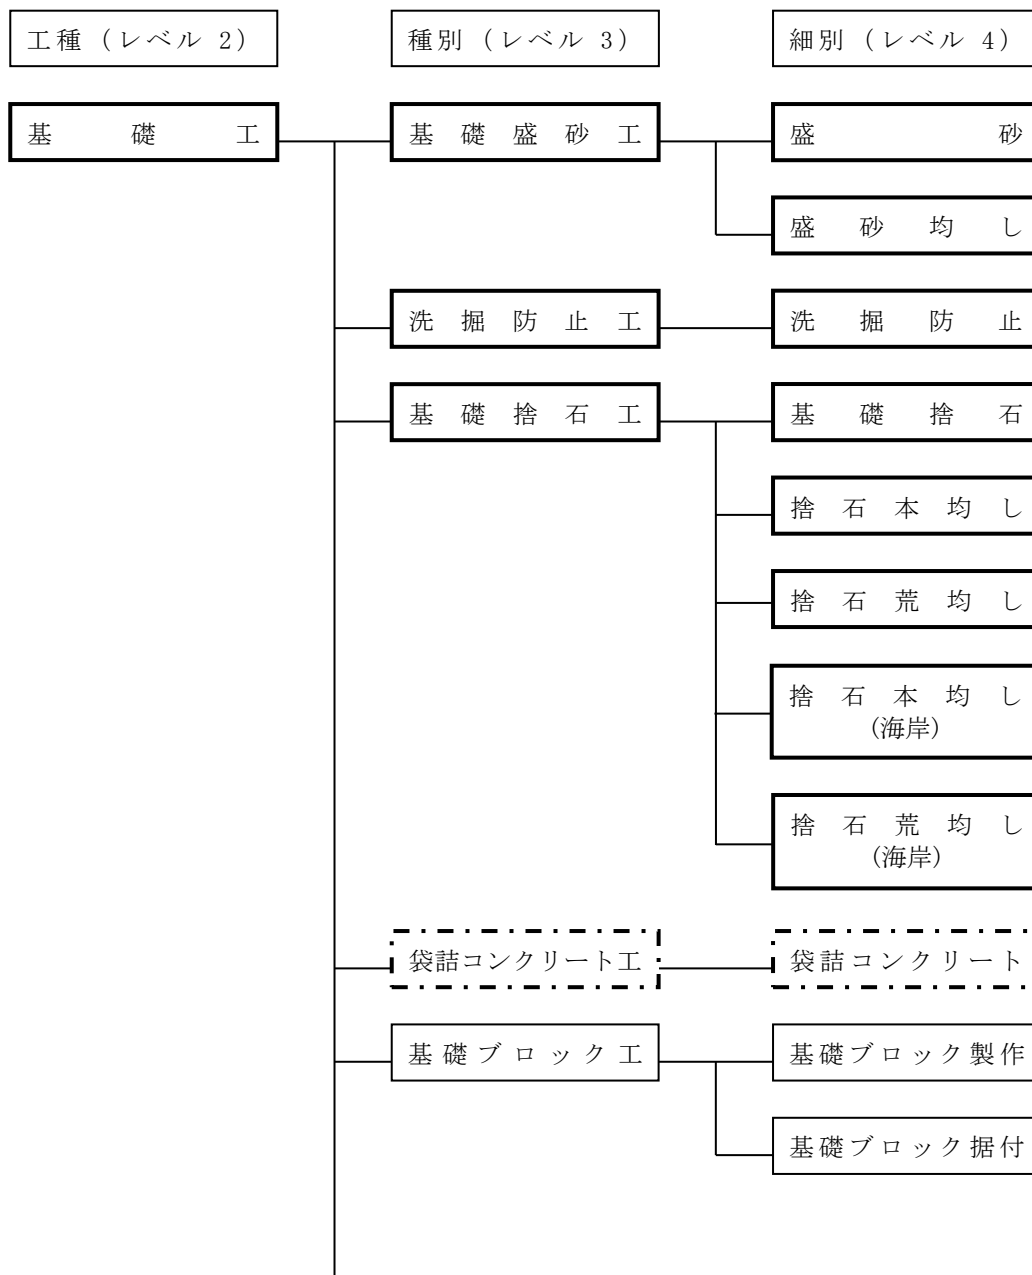 工種（レベル 2）
種別（レベル 3）
細別（レベル 4）
基礎工
基礎盛砂工
盛砂
盛砂均し
洗掘防止工
洗掘防止
基礎捨石工
基礎捨石
捨石本均し
捨石荒均し
捨石本均し
(海岸)
捨石荒均し
(海岸)
袋詰コンクリート工
袋詰コンクリート
基礎ブロック工
基礎ブロック製作
基礎ブロック据付